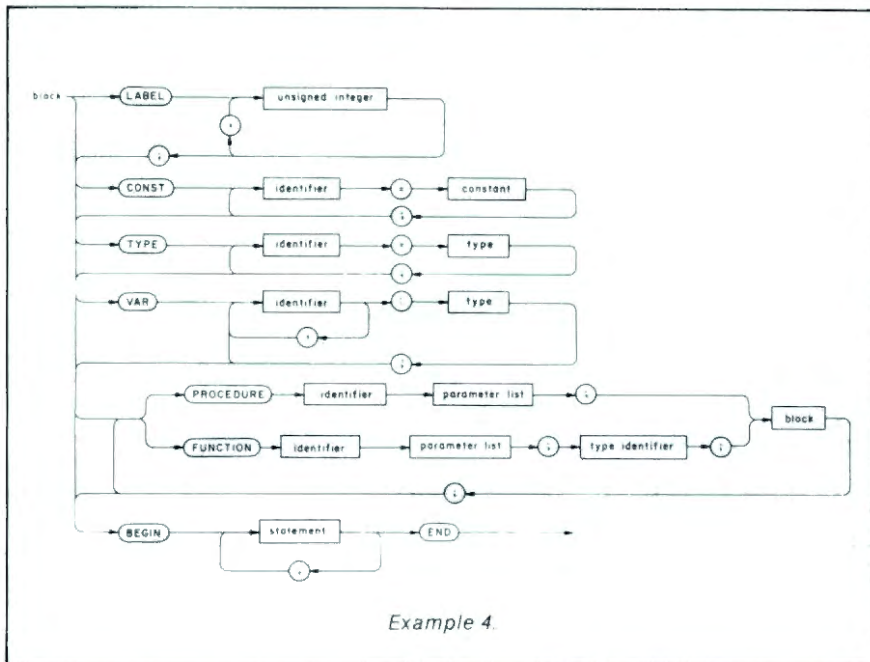 block LABEL unsigned integer
,
;
CONST identifier = constant
;
TYPE identifier = type
;
VAR identifier : type
,
;
PROCEDURE identifier parameter list ;
block
FUNCTION identifier parameter list : type identifier ;
;
BEGIN statement END
;
Example 4.